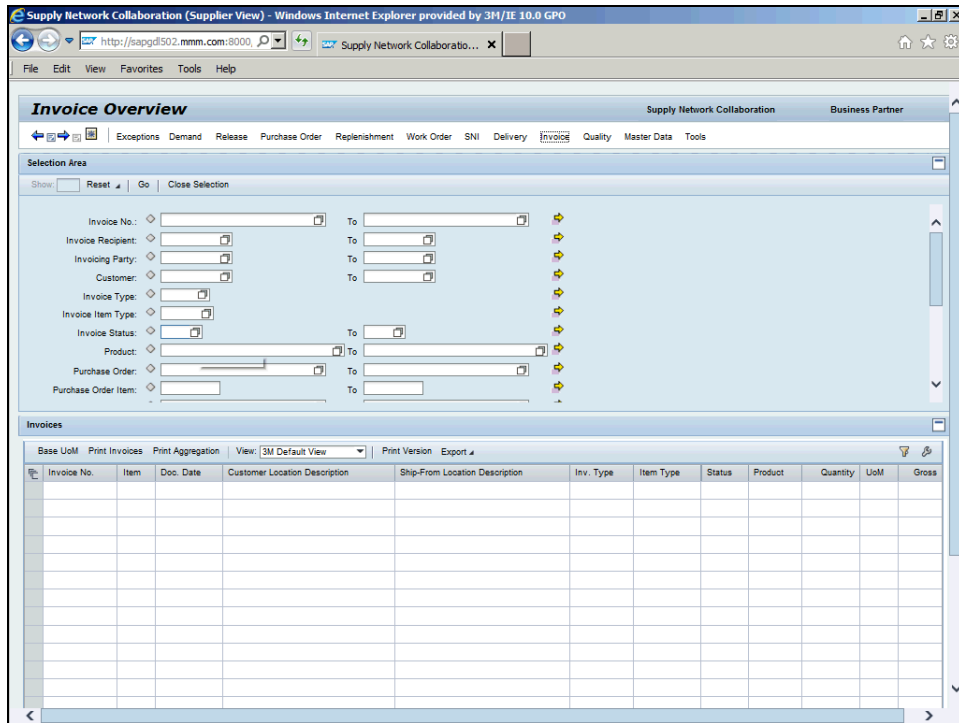 Supply Network Collaboration (Supplier View) - Windows Internet Explorer provided by 3M/IE 10.0 GPO
http://sapgdl502.mmm.com:8000, Supply Network Collaboratio... X
File Edit View Favorites Tools Help
Invoice Overview Supply Network Collaboration Business Partner
Exceptions Demand Release Purchase Order Replenishment Work Order SNI Delivery Invoice Quality Master Data Tools
Selection Area
Show: Reset Go Close Selection
Invoice No.: To
Invoice Recipient: To
Invoicing Party: To
Customer: To
Invoice Type:
Invoice Item Type:
Invoice Status: To
Product: To
Purchase Order: To
Purchase Order Item: To
Invoices
Base UoM Print Invoices Print Aggregation View: 3M Default View Print Version Export
Invoice No. Item Doc. Date Customer Location Description Ship-From Location Description Inv. Type Item Type Status Product Quantity UoM Gross